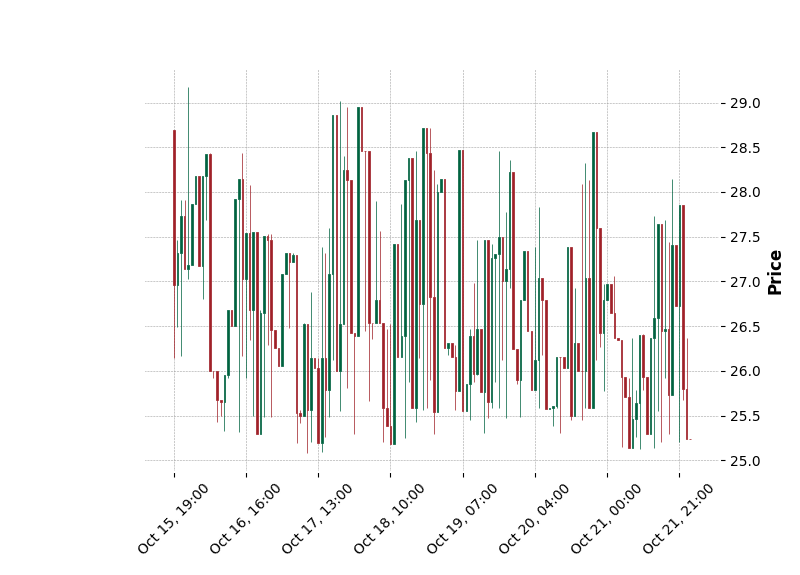 29.0
28.5
28.0
27.5
27.0
26.5
26.0
25.5
25.0
Price
Oct 15, 19:00
Oct 16, 16:00
Oct 17, 13:00
Oct 18, 10:00
Oct 19, 07:00
Oct 20, 04:00
Oct 21, 00:00
Oct 21, 21:00